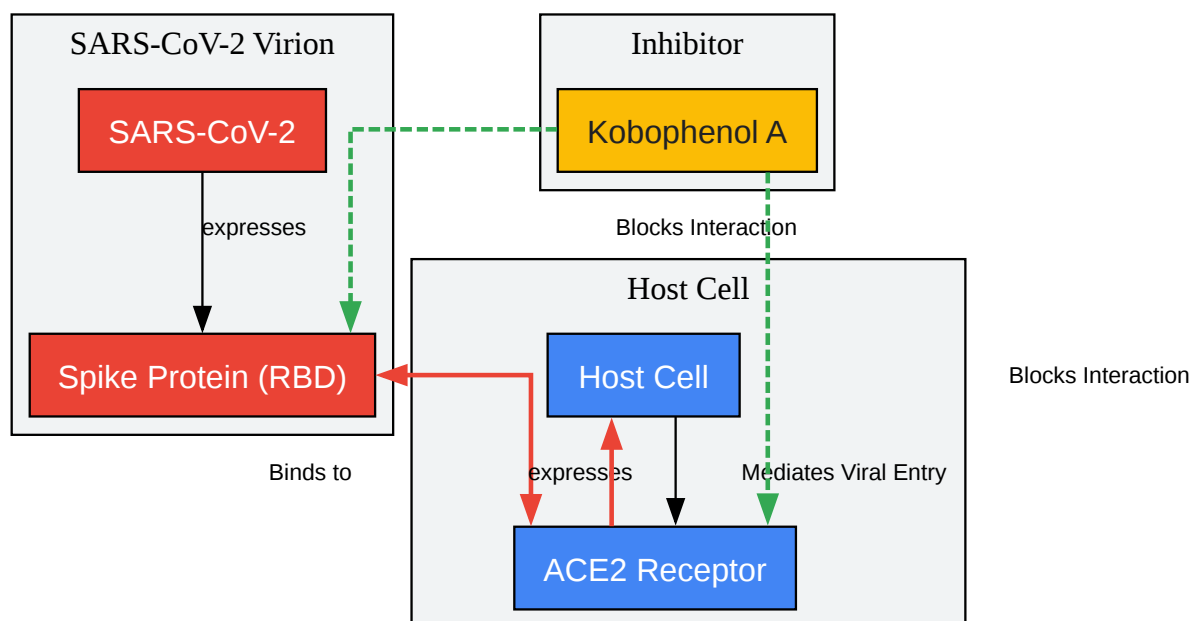 SARS-CoV-2 Virion
Inhibitor
SARS-CoV-2
Kobophenol A
expresses
Blocks Interaction
Host Cell
Spike Protein (RBD)
Host Cell
Blocks Interaction
Binds to
expresses
Mediates Viral Entry
ACE2 Receptor